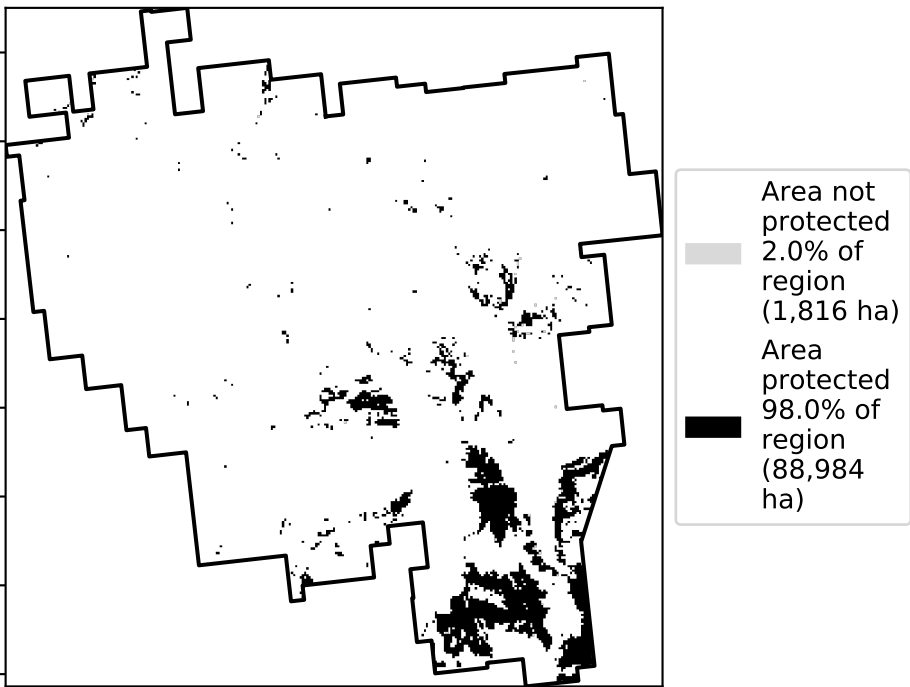 Area not
protected
2.0% of
region
(1,816 ha)
Area
protected
98.0% of
region
(88,984
ha)